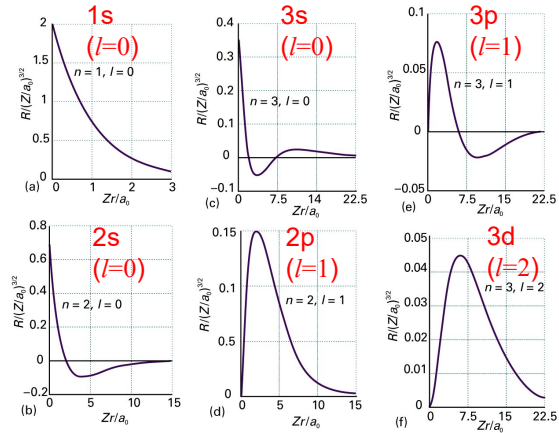 1s
(l=0)
2
1.5
1
0.5
0
R/(Z/a₀)^3/2
n = 1, l = 0
(a)
0
1
2
3
Zr/a₀
3s
(l=0)
0.4
0.3
0.2
0.1
0
−0.1
R/(Z/a₀)^3/2
n = 3, l = 0
(c)
0
7.5
14
22.5
Zr/a₀
3p
(l=1)
0.1
0.05
0
−0.05
R/(Z/a₀)^3/2
n = 3, l = 1
(e)
0
7.5
15
22.5
Zr/a₀
2s
(l=0)
0.8
0.6
0.4
0.2
0
−0.2
R/(Z/a₀)^3/2
n = 2, l = 0
(b)
0
5
10
15
Zr/a₀
2p
(l=1)
0.15
0.1
0.05
0
R/(Z/a₀)^3/2
n = 2, l = 1
(d)
0
5
10
15
Zr/a₀
3d
(l=2)
0.05
0.04
0.03
0.02
0.01
0
R/(Z/a₀)^3/2
n = 3, l = 2
(f)
0
7.5
15
22.5
Zr/a₀